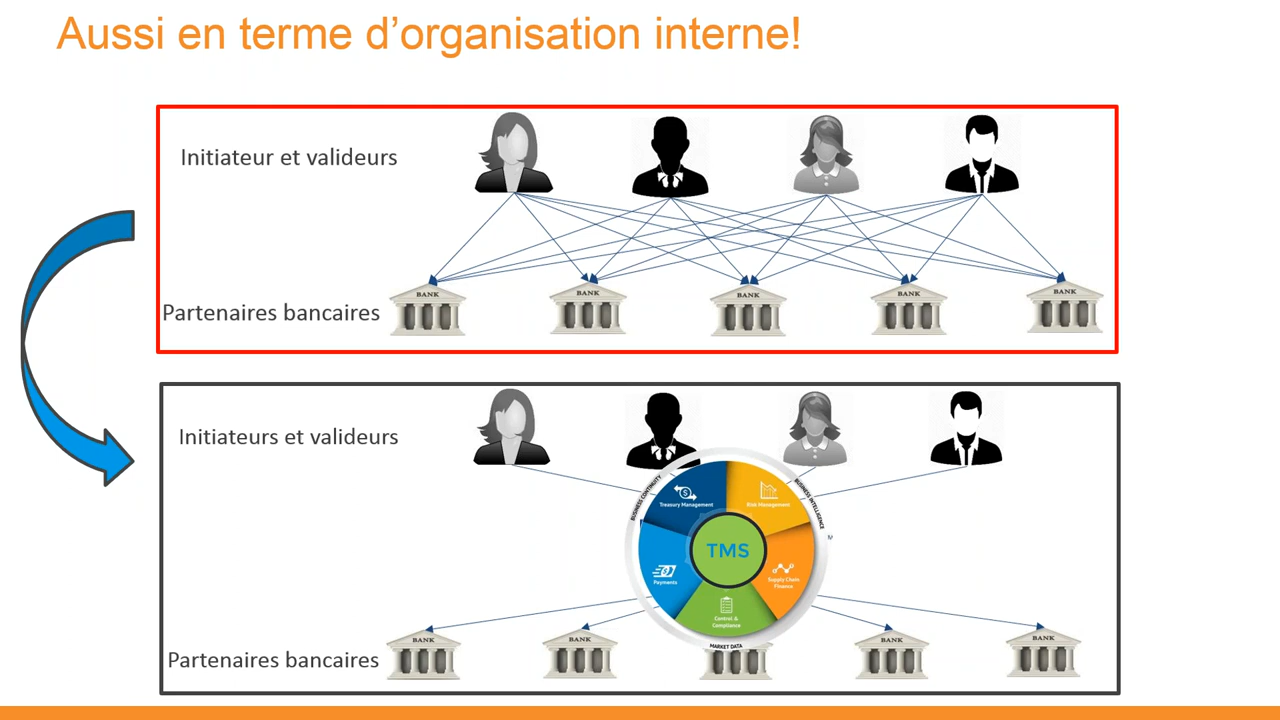 Aussi en terme d’organisation interne!
Initiateur et valideurs
BANK
BANK
BANK
BANK
BANK
Partenaires bancaires
Initiateurs et valideurs
BUSINESS CONTINUITY
BUSINESS INTELLIGENCE
Treasury Management
Risk Management
TMS
Payments
Supply Chain
Finance
Control &
Compliance
MARKET DATA
BANK
BANK
BANK
BANK
Partenaires bancaires